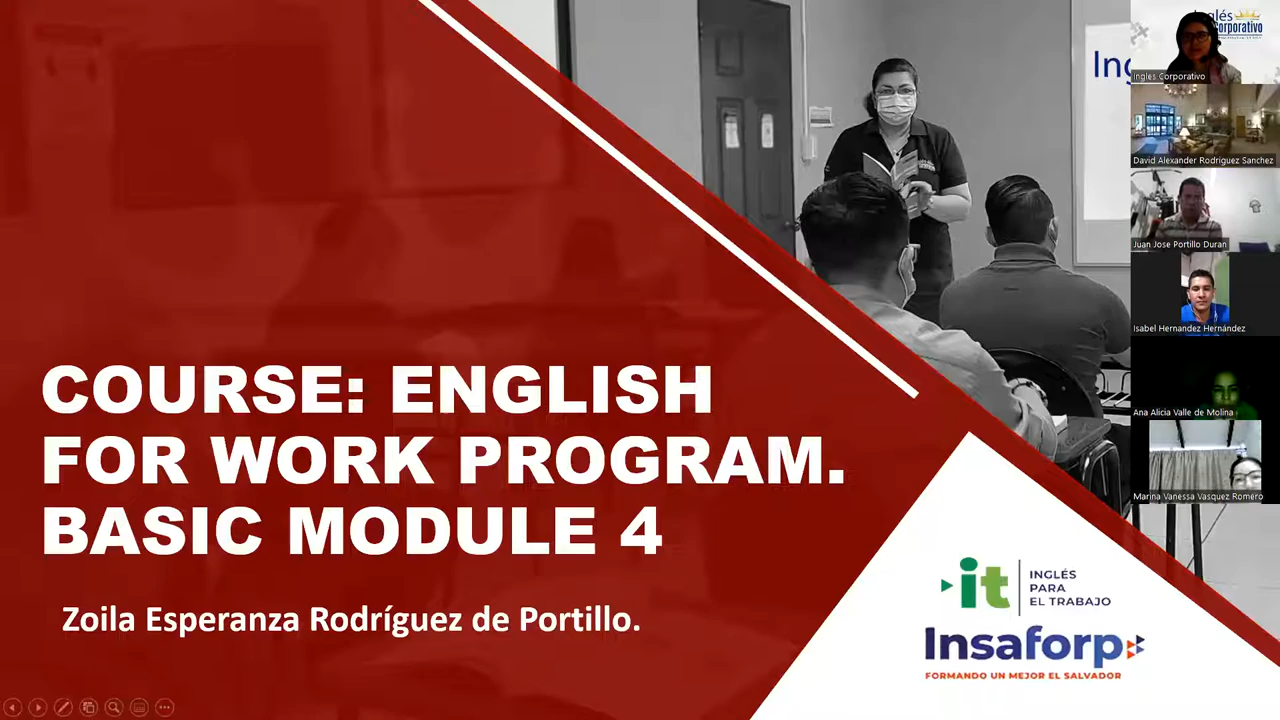 COURSE: ENGLISH
FOR WORK PROGRAM.
BASIC MODULE 4
Zoila Esperanza Rodríguez de Portillo.
it
INGLÉS
PARA
EL TRABAJO
Insaforp
FORMANDO UN MEJOR EL SALVADOR
Ingles Corporativo
David Alexander Rodriguez Sanchez
Juan Jose Portillo Duran
Isabel Hernandez Hernández
Ana Alicia Valle de Molina
Marina Vanessa Vasquez Romero